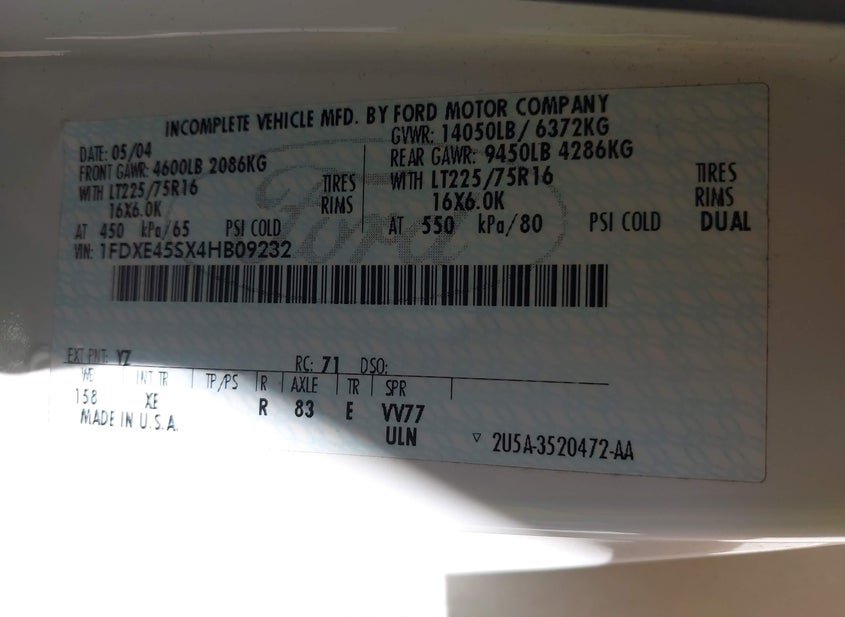 INCOMPLETE VEHICLE MFD. BY FORD MOTOR COMPANY
DATE: 05/04 GVWR: 14050LB/ 6372KG
FRONT GAWR: 4600LB 2086KG REAR GAWR: 9450LB 4286KG
WITH LT225/75R16 TIRES WITH LT225/75R16 TIRES
16X6.0K RIMS 16X6.0K RIMS
AT 450 kPa/65 PSI COLD AT 550 kPa/80 PSI COLD DUAL
VIN: 1FDXE45SX4HB09232
Ford
EXT PNT: YZ RC: 71 DSO:
WB INT TR TP/PS R AXLE TR SPR
158 XE R 83 E VV77
MADE IN U.S.A. ULN ▽ 2U5A-3520472-AA